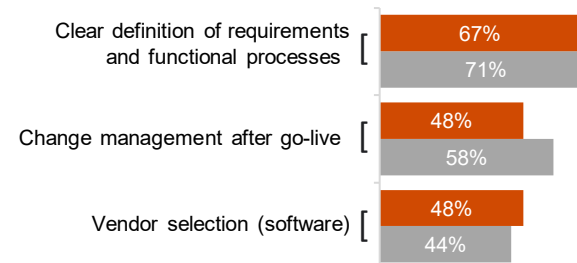 Clear definition of requirements
and functional processes
67%
71%
Change management after go-live
48%
58%
Vendor selection (software)
48%
44%